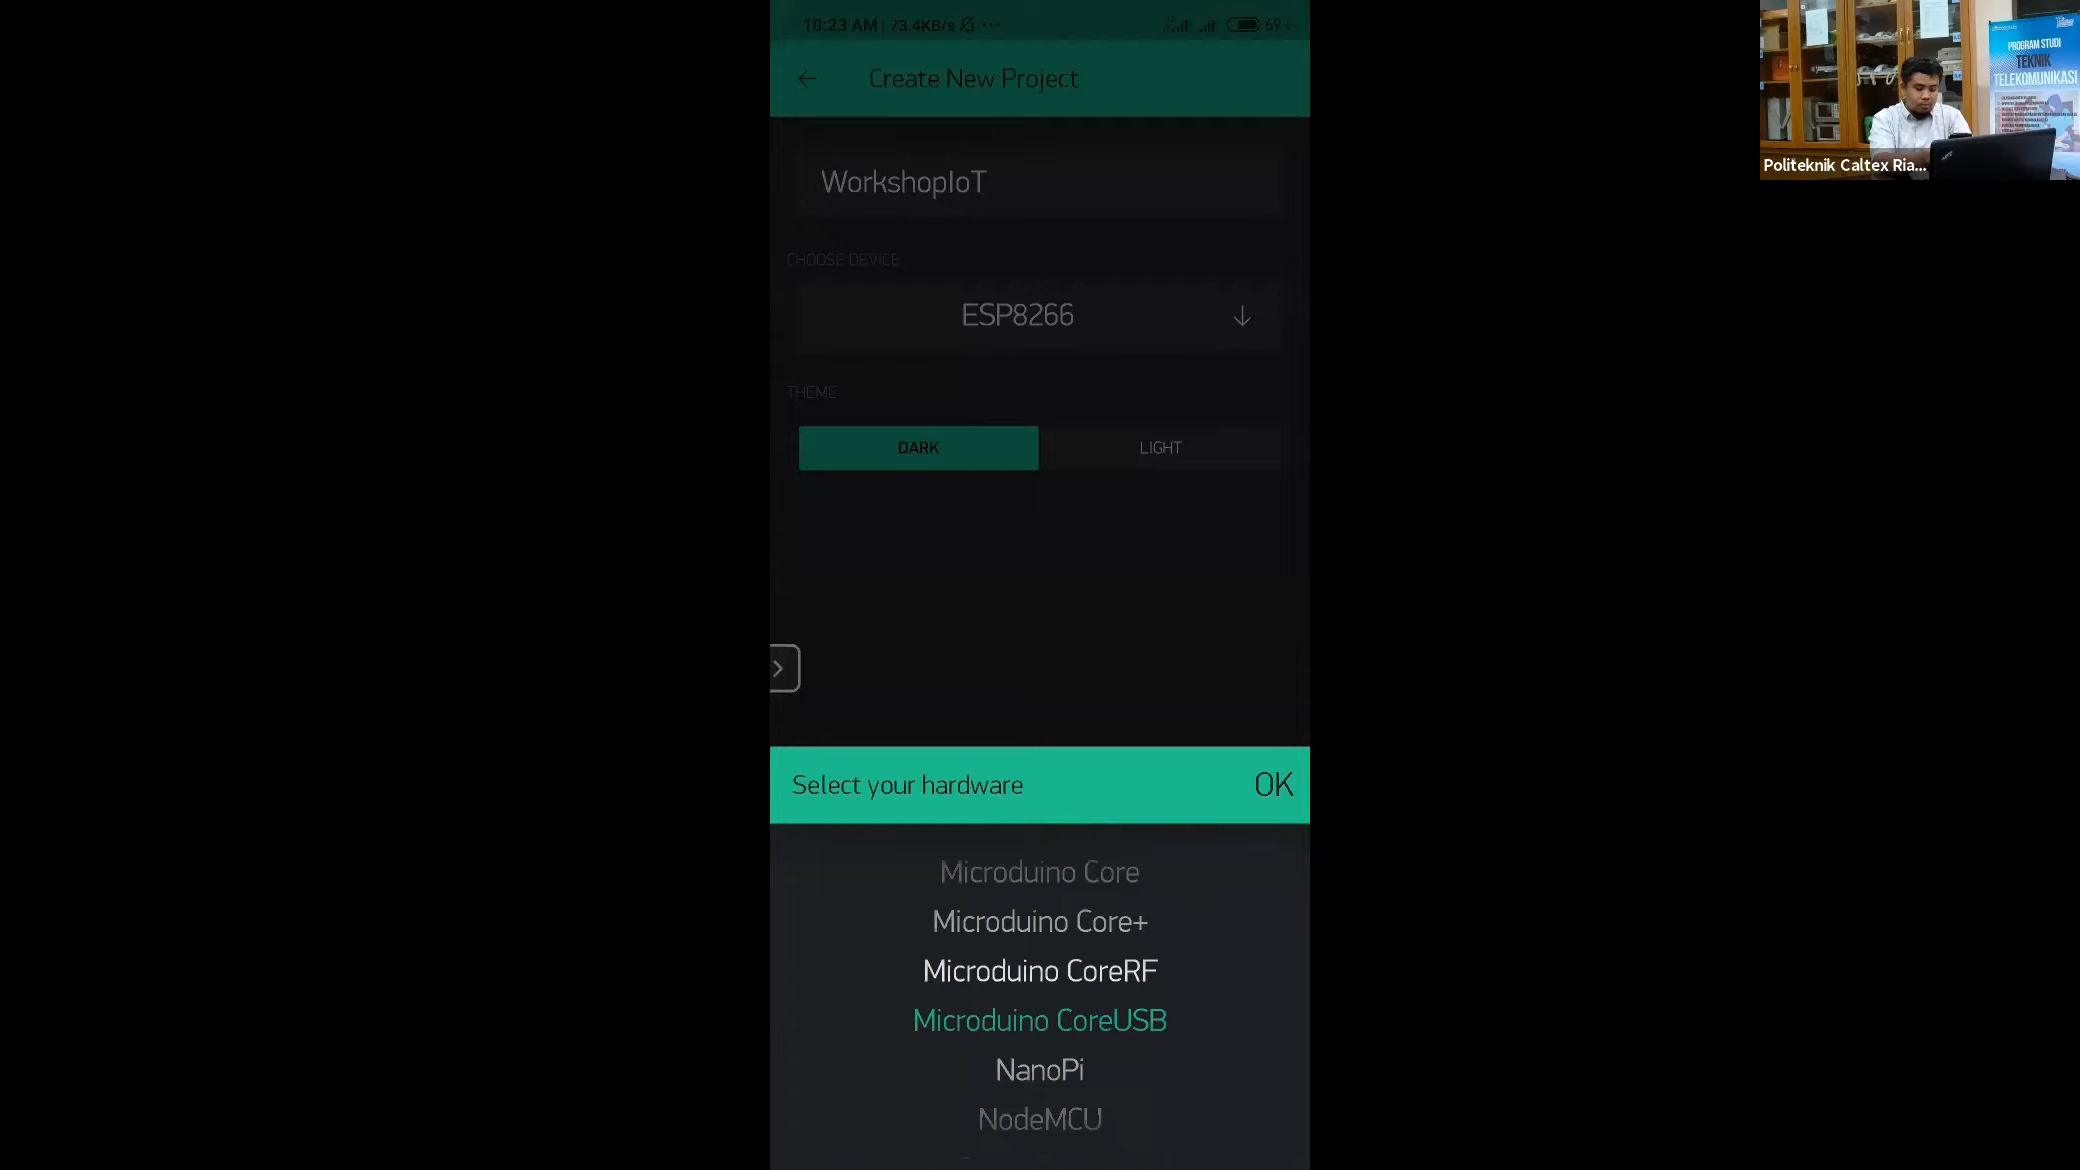 10:23 AM | 73.4KB/s
69
Create New Project
WorkshopIoT
CHOOSE DEVICE
ESP8266
THEME
DARK
LIGHT
Select your hardware
OK
Microduino Core
Microduino Core+
Microduino CoreRF
Microduino CoreUSB
NanoPi
NodeMCU
PROGRAM STUDI
TEKNIK
TELEKOMUNIKASI
Politeknik Caltex Ria...